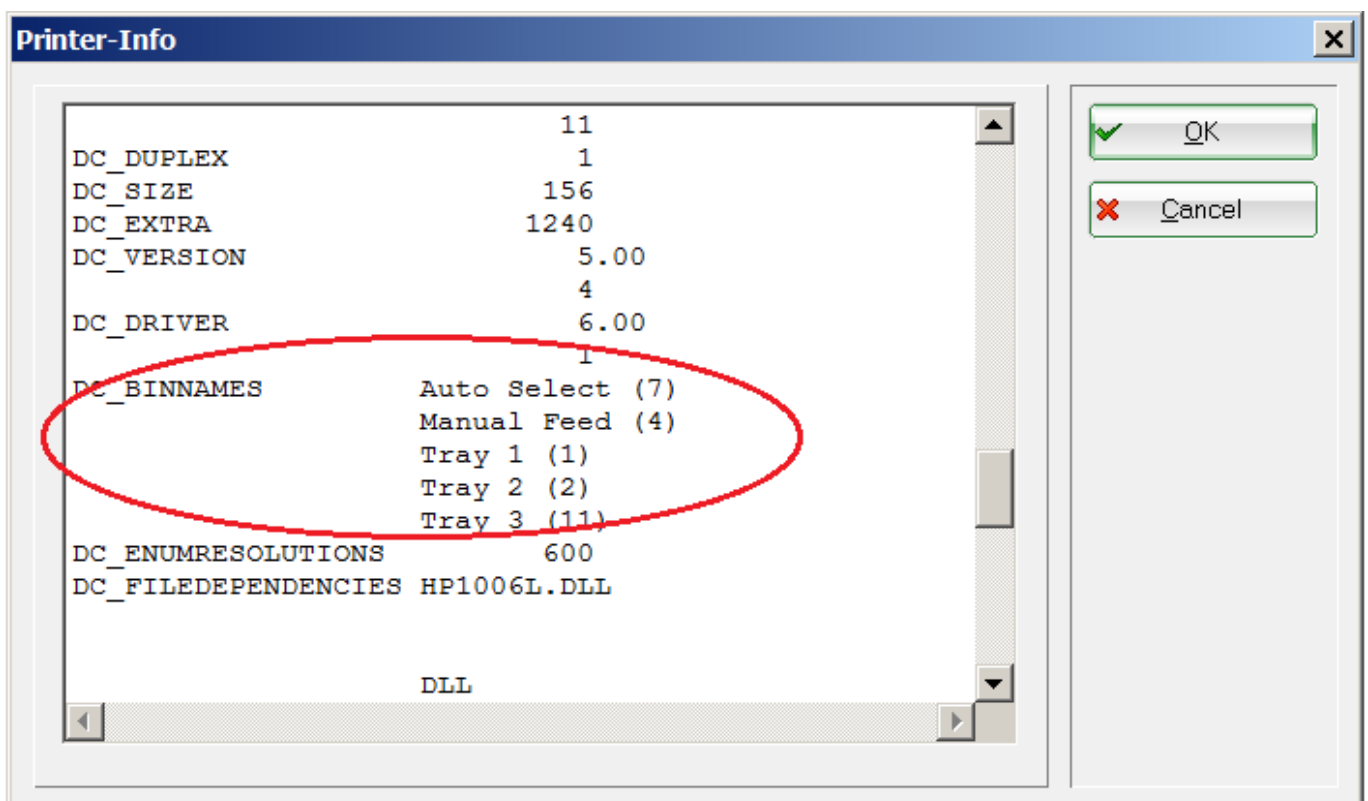 Printer-Info
11
DC_DUPLEX 1
DC_SIZE 156
DC_EXTRA 1240
DC_VERSION 5.00
4
DC_DRIVER 6.00
1
DC_BINNAMES Auto Select (7)
Manual Feed (4)
Tray 1 (1)
Tray 2 (2)
Tray 3 (11)
DC_ENUMRESOLUTIONS 600
DC_FILEDEPENDENCIES HP1006L.DLL
DLL
OK
Cancel